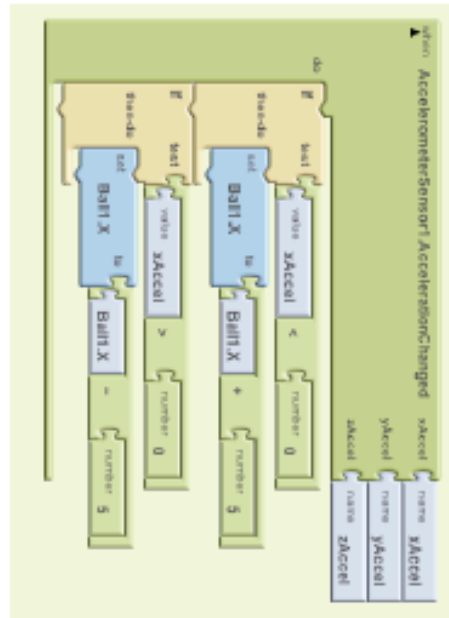 when AccelerometerSensor1.AccelerationChanged xAccel name xAccel
yAccel name yAccel
zAccel name zAccel
do
if test value xAccel < number 0
then-do set Ball1.X to Ball1.X + number 5
if test value xAccel > number 0
then-do set Ball1.X to Ball1.X - number 5